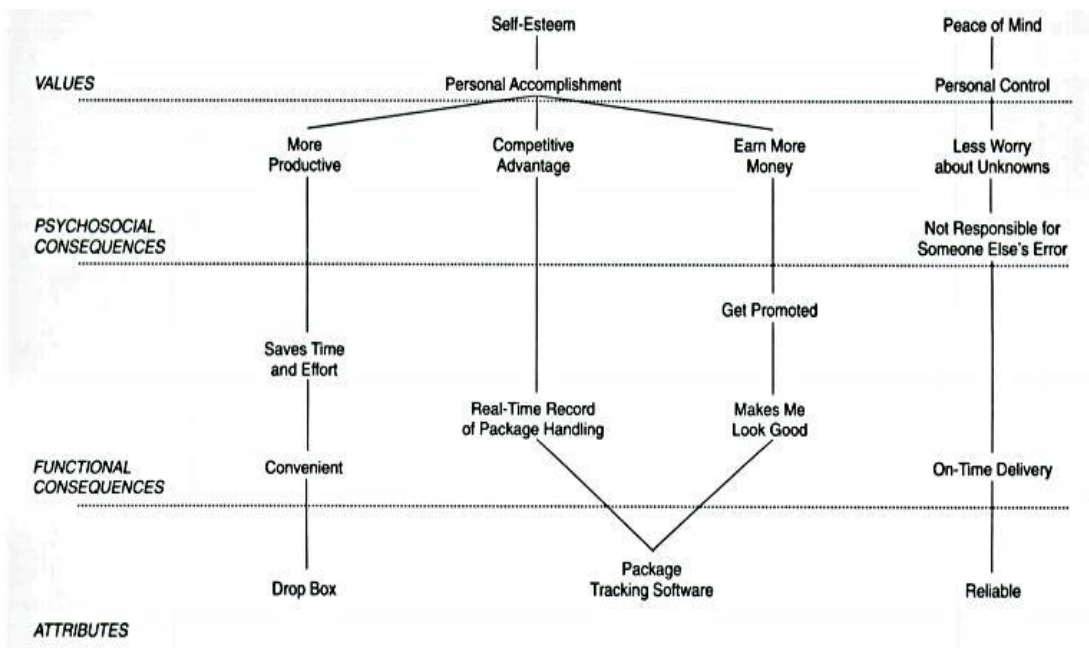 Self-Esteem
Peace of Mind
VALUES
Personal Accomplishment
Personal Control
More
Productive
Competitive
Advantage
Earn More
Money
Less Worry
about Unknowns
PSYCHOSOCIAL
CONSEQUENCES
Not Responsible for
Someone Else's Error
Get Promoted
Saves Time
and Effort
Real-Time Record
of Package Handling
Makes Me
Look Good
FUNCTIONAL
CONSEQUENCES
Convenient
On-Time Delivery
Drop Box
Package
Tracking Software
Reliable
ATTRIBUTES